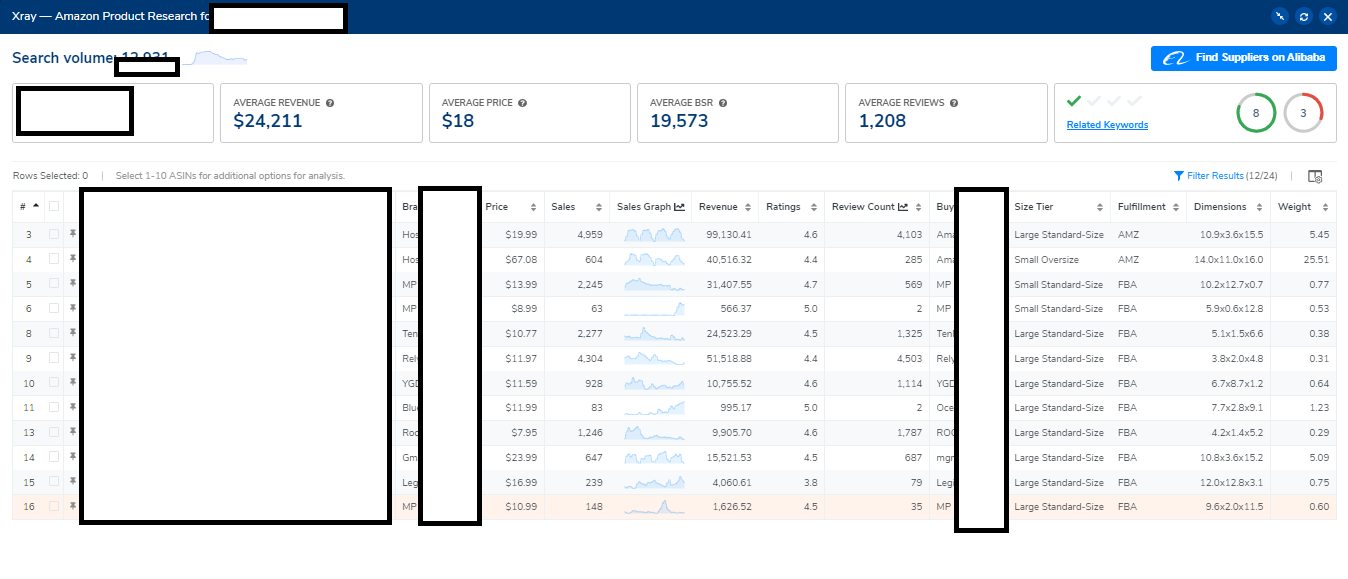 Xray — Amazon Product Research fo
Search volume: 12,931
Find Suppliers on Alibaba
AVERAGE REVENUE ?
$24,211
AVERAGE PRICE ?
$18
AVERAGE BSR ?
19,573
AVERAGE REVIEWS ?
1,208
Related Keywords
8
3
Rows Selected: 0 | Select 1-10 ASINs for additional options for analysis.
Filter Results (12/24)
# Bra Price Sales Sales Graph Revenue Ratings Review Count Buy Size Tier Fulfillment Dimensions Weight
3 Hos $19.99 4,959 99,130.41 4.6 4,103 Ama Large Standard-Size AMZ 10.9x3.6x15.5 5.45
4 Hos $67.08 604 40,516.32 4.4 285 Ama Small Oversize AMZ 14.0x11.0x16.0 25.51
5 MP $13.99 2,245 31,407.55 4.7 569 MP Small Standard-Size FBA 10.2x12.7x0.7 0.77
6 MP $8.99 63 566.37 5.0 2 MP Small Standard-Size FBA 5.9x0.6x12.8 0.53
8 Ten $10.77 2,277 24,523.29 4.5 1,325 Ten Large Standard-Size FBA 5.1x1.5x6.6 0.38
9 Rely $11.97 4,304 51,518.88 4.4 4,503 Rely Large Standard-Size FBA 3.8x2.0x4.8 0.31
10 YGD $11.59 928 10,755.52 4.6 1,114 YGD Large Standard-Size FBA 6.7x8.7x1.2 0.64
11 Blue $11.99 83 995.17 5.0 2 Oce Large Standard-Size FBA 7.7x2.8x9.1 1.23
13 Roc $7.95 1,246 9,905.70 4.6 1,787 ROC Large Standard-Size FBA 4.2x1.4x5.2 0.29
14 Gm $23.99 647 15,521.53 4.5 687 mgr Large Standard-Size FBA 10.8x3.6x15.2 5.09
15 Leg $16.99 239 4,060.61 3.8 79 Leg Large Standard-Size FBA 12.0x12.8x3.1 0.75
16 MP $10.99 148 1,626.52 4.5 35 MP Large Standard-Size FBA 9.6x2.0x11.5 0.60